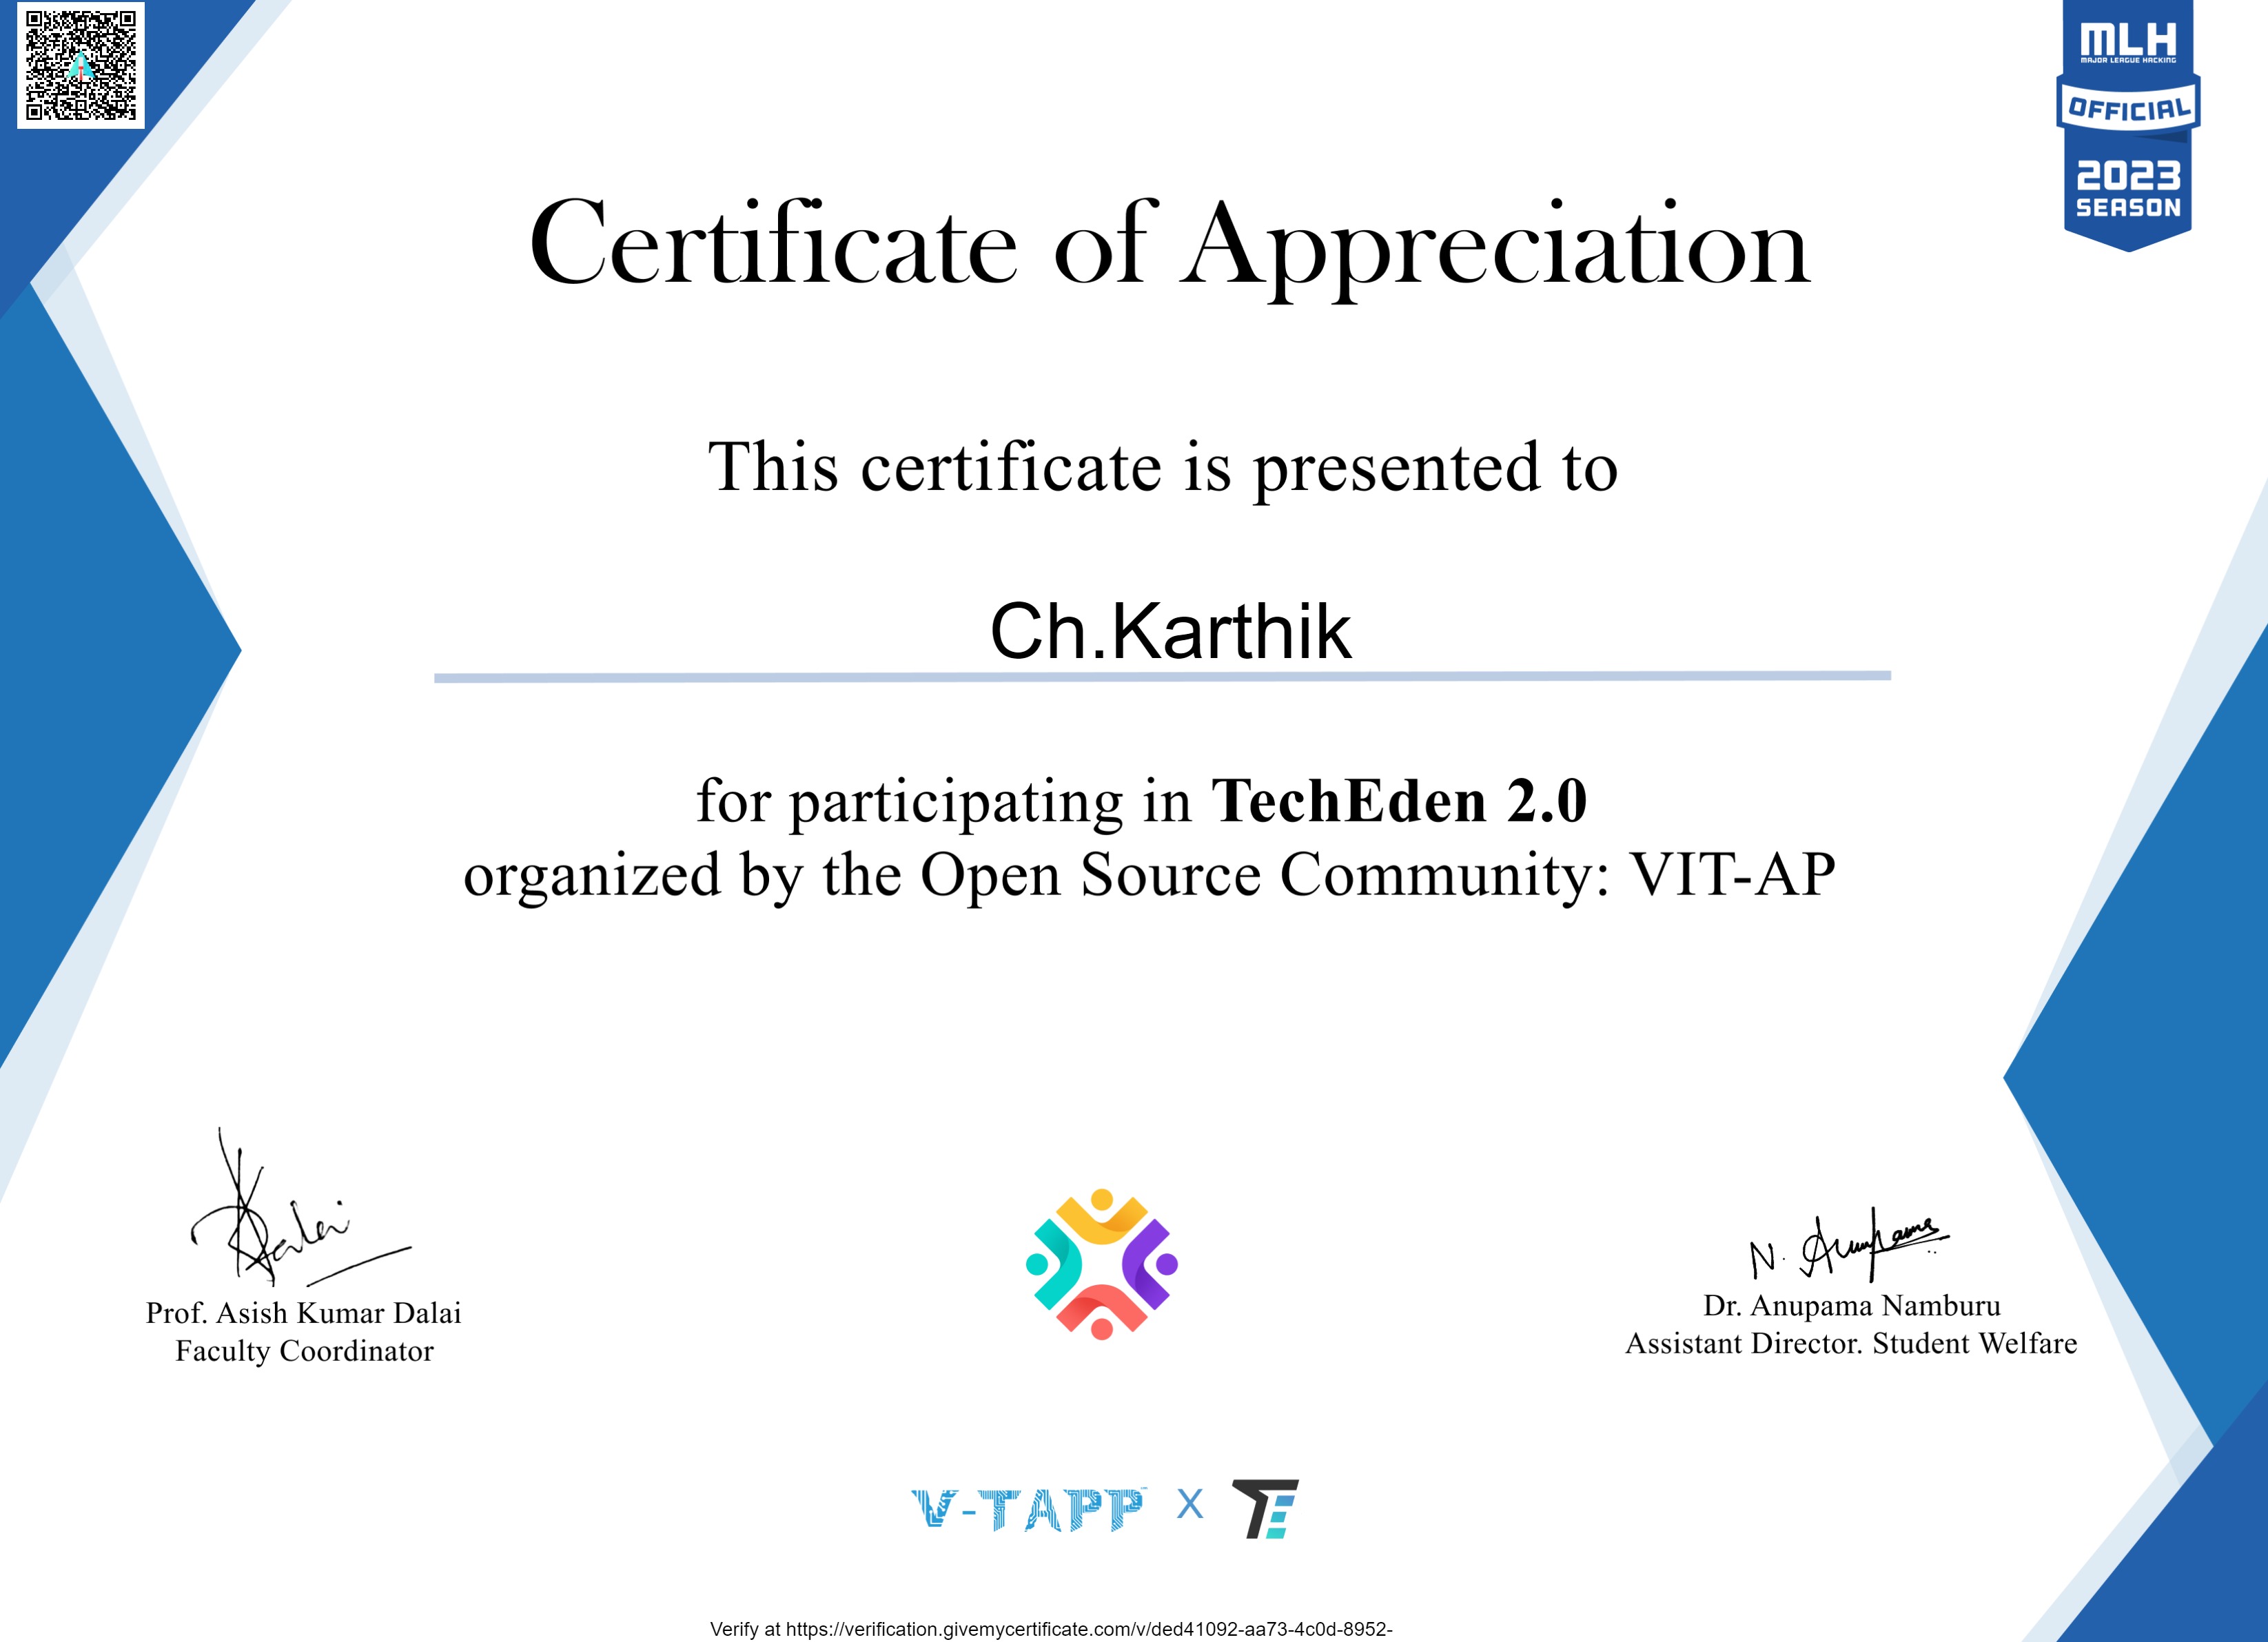 MLH
MAJOR LEAGUE HACKING
OFFICIAL
2023
SEASON
Certificate of Appreciation
This certificate is presented to
Ch.Karthik
for participating in TechEden 2.0
organized by the Open Source Community: VIT-AP
Dalai
Prof. Asish Kumar Dalai
Faculty Coordinator
N. Anupama
Dr. Anupama Namburu
Assistant Director. Student Welfare
V-TAPP X TE
Verify at https://verification.givemycertificate.com/v/ded41092-aa73-4c0d-8952-